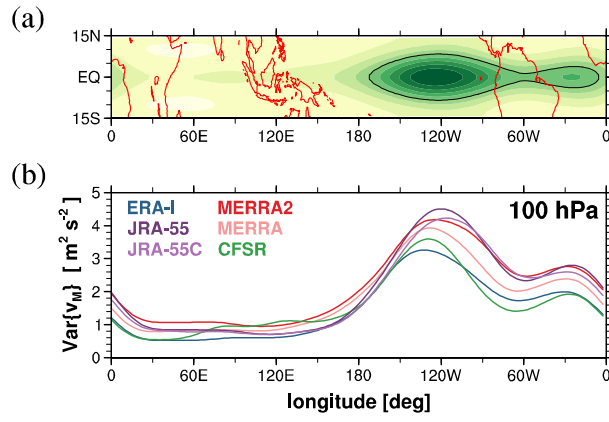 (a)
15N
EQ
15S
0 60E 120E 180 120W 60W 0
(b)
Var{v_M} [ m² s⁻² ]
5
4
3
2
1
0
ERA-I MERRA2
JRA-55 MERRA
JRA-55C CFSR
100 hPa
0 60E 120E 180 120W 60W 0
longitude [deg]